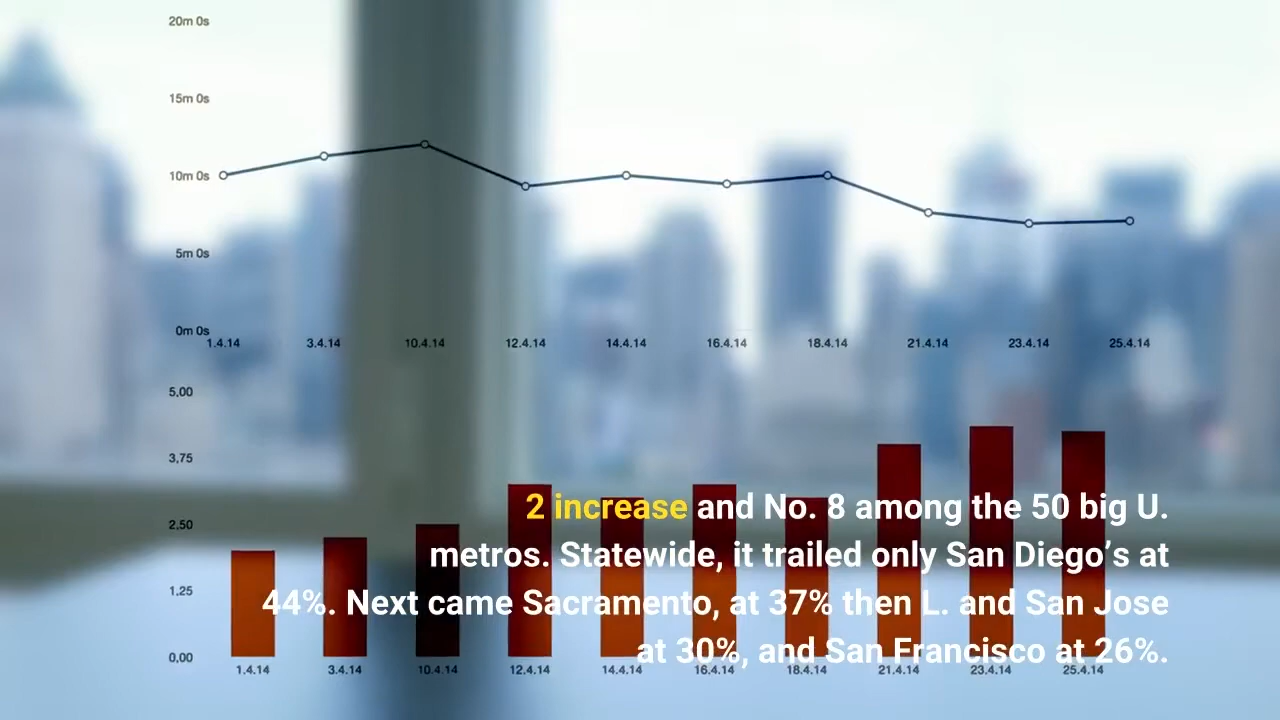 20m 0s
15m 0s
10m 0s
5m 0s
0m 0s
1.4.14 3.4.14 10.4.14 12.4.14 14.4.14 16.4.14 18.4.14 21.4.14 23.4.14 25.4.14
5,00
3,75
2,50
1,25
0,00
2 increase and No. 8 among the 50 big U.
metros. Statewide, it trailed only San Diego’s at
44%. Next came Sacramento, at 37% then L. and San Jose
at 30%, and San Francisco at 26%.
1.4.14 3.4.14 10.4.14 12.4.14 14.4.14 16.4.14 18.4.14 21.4.14 23.4.14 25.4.14